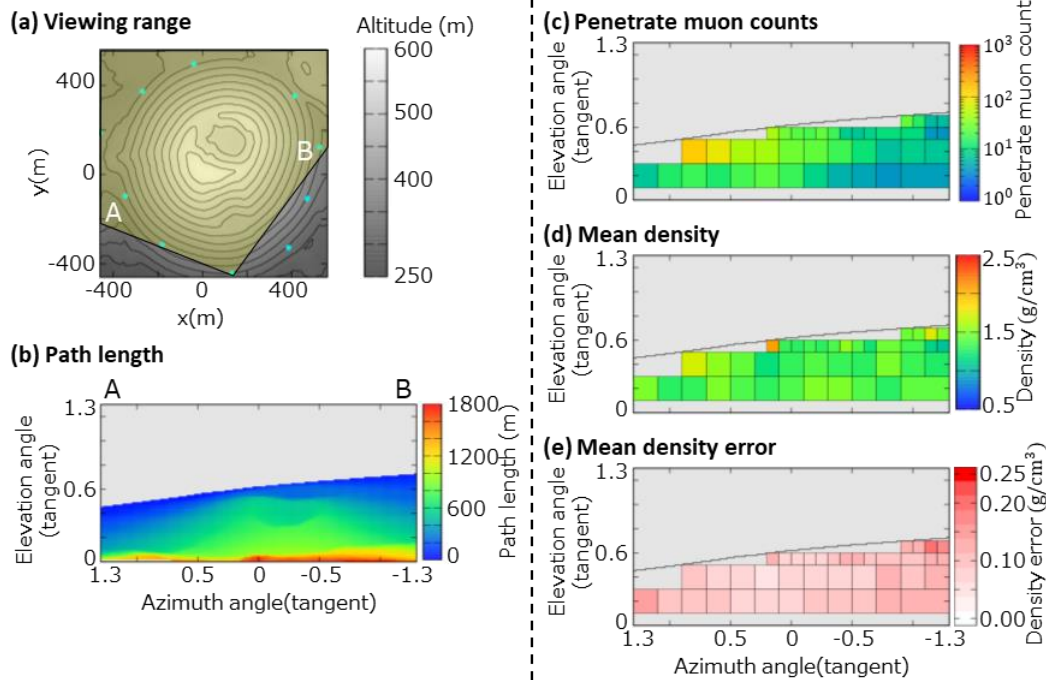 (a) Viewing range
Altitude (m)
600
500
400
250
400
0
-400
y(m)
-400
0
400
x(m)
A
B
(b) Path length
A
B
1.3
0.6
0
Elevation angle
(tangent)
1.3
0.5
0
-0.5
-1.3
Azimuth angle(tangent)
1800
1200
600
0
Path length (m)
(c) Penetrate muon counts
1.3
0.6
0
Elevation angle
(tangent)
10³
10²
10¹
10⁰
Penetrate muon count
(d) Mean density
1.3
0.6
0
Elevation angle
(tangent)
2.5
1.5
0.5
Density (g/cm³)
(e) Mean density error
1.3
0.6
0
Elevation angle
(tangent)
1.3
0.5
0
-0.5
-1.3
Azimuth angle(tangent)
0.25
0.20
0.10
0.00
Density error (g/cm³)